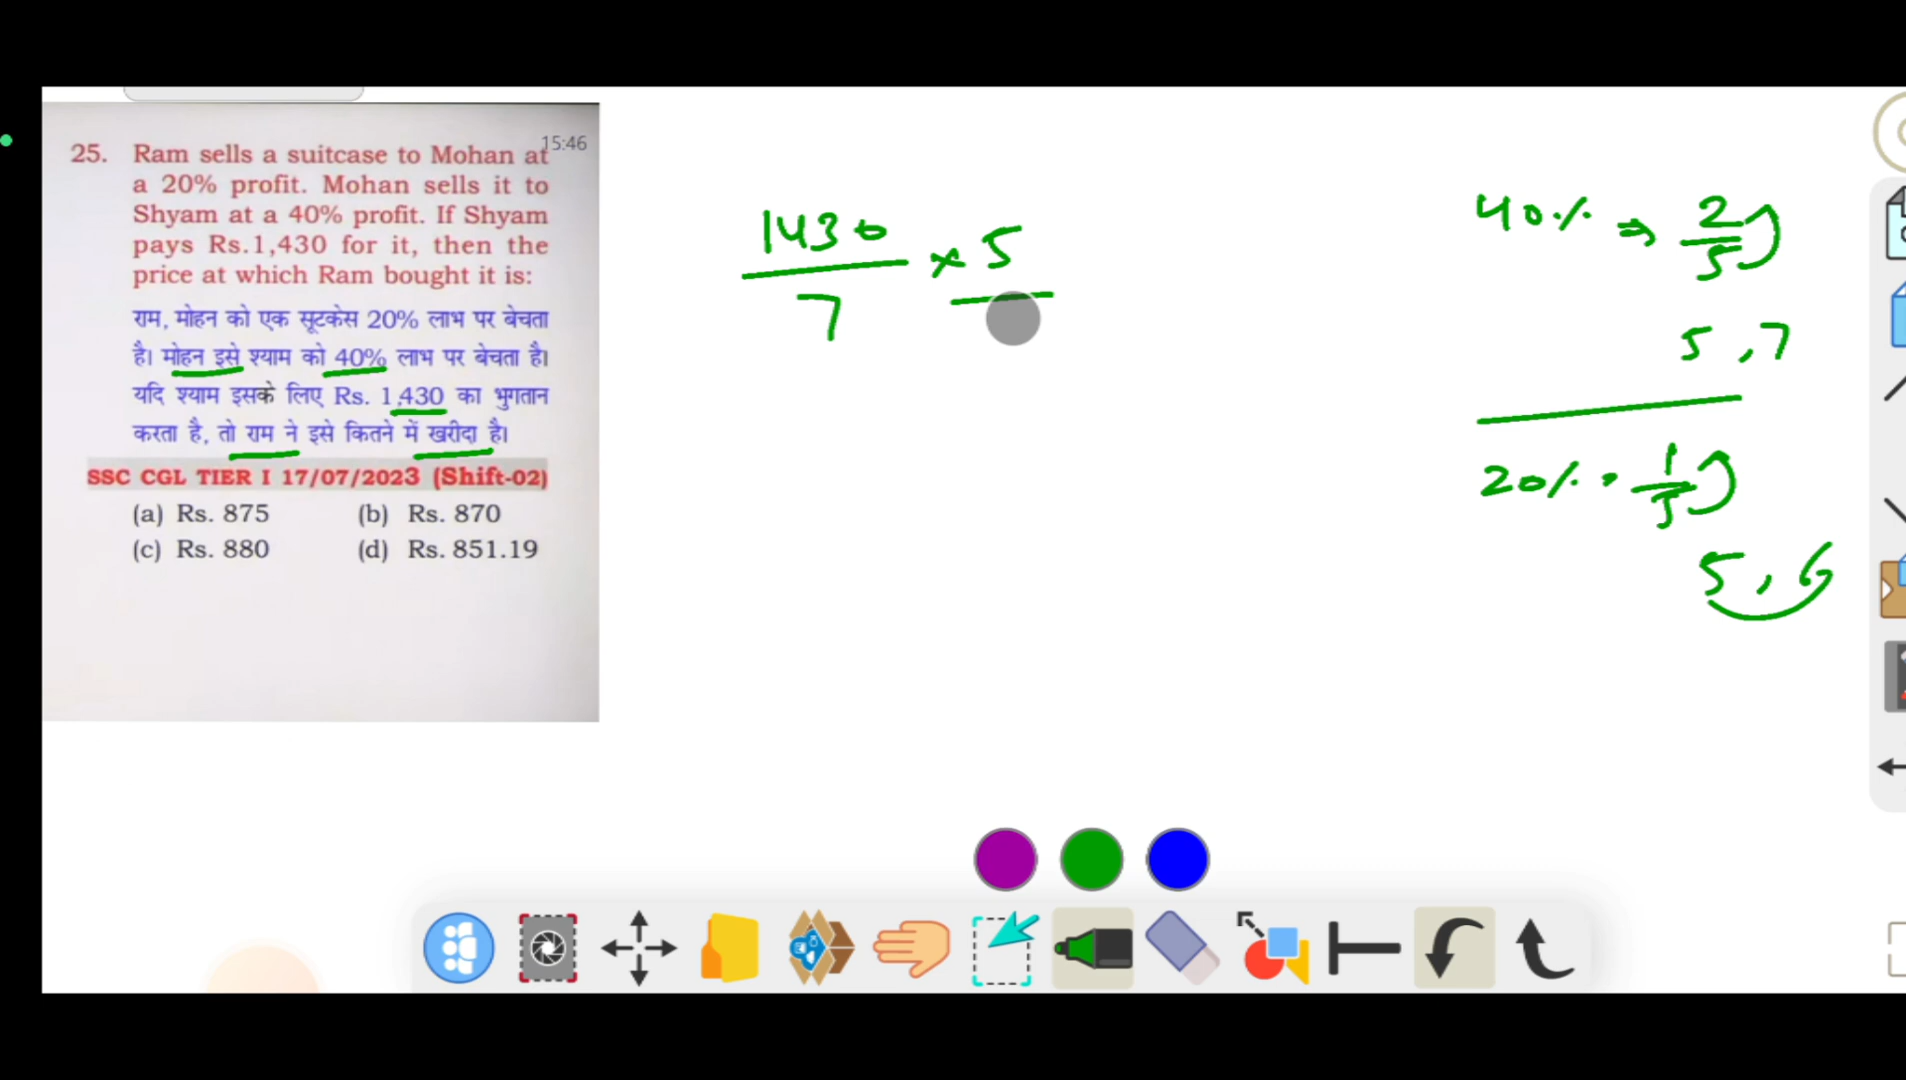 15:46
25. Ram sells a suitcase to Mohan at
a 20% profit. Mohan sells it to
Shyam at a 40% profit. If Shyam
pays Rs.1,430 for it, then the
price at which Ram bought it is:
राम, मोहन को एक सूटकेस 20% लाभ पर बेचता
है। मोहन इसे श्याम को 40% लाभ पर बेचता है।
यदि श्याम इसके लिए Rs. 1,430 का भुगतान
करता है, तो राम ने इसे कितने में खरीदा है।
SSC CGL TIER I 17/07/2023 (Shift-02)
(a) Rs. 875 (b) Rs. 870
(c) Rs. 880 (d) Rs. 851.19
1430 × 5
7
40% ⇒ 2/5
5 , 7
20% · 1/5
5 , 6